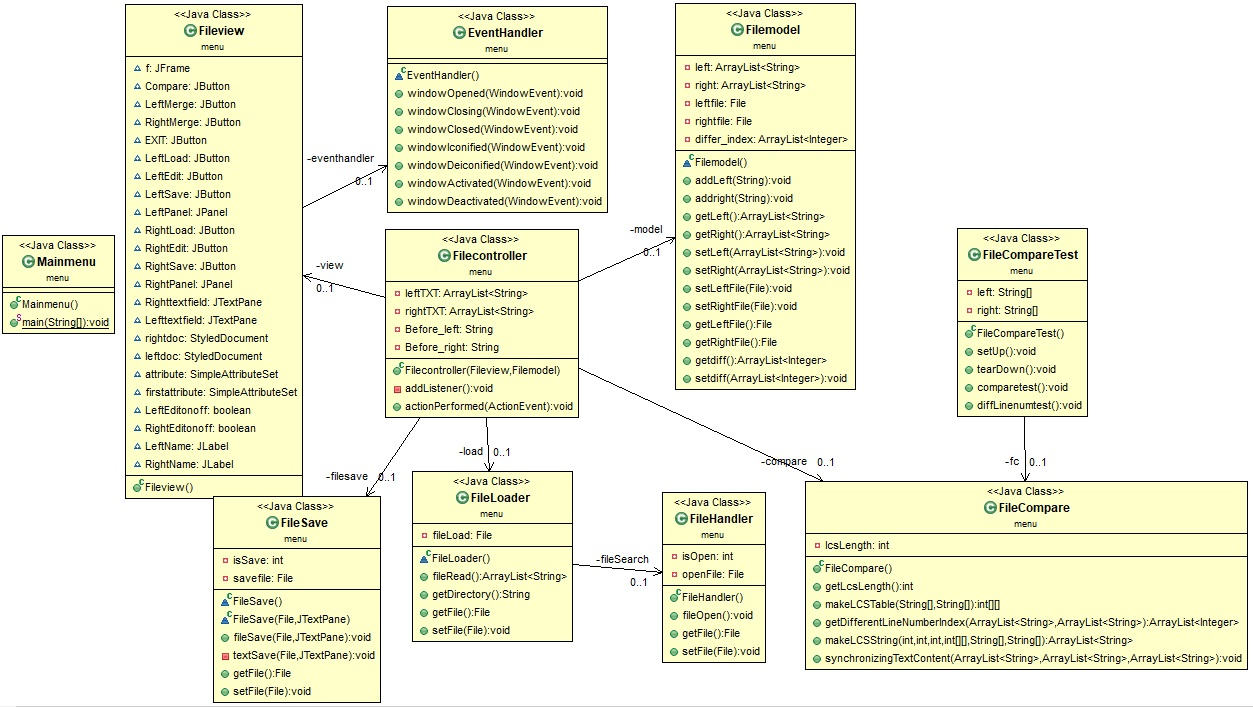 <<Java Class>>
Fileview
menu
f: JFrame
Compare: JButton
LeftMerge: JButton
RightMerge: JButton
EXIT: JButton
LeftLoad: JButton
LeftEdit: JButton
LeftSave: JButton
LeftPanel: JPanel
RightLoad: JButton
RightEdit: JButton
RightSave: JButton
RightPanel: JPanel
Righttextfield: JTextPane
Lefttextfield: JTextPane
rightdoc: StyledDocument
leftdoc: StyledDocument
attribute: SimpleAttributeSet
firstattribute: SimpleAttributeSet
LeftEditonoff: boolean
RightEditonoff: boolean
LeftName: JLabel
RightName: JLabel
Fileview()
<<Java Class>>
EventHandler
menu
EventHandler()
windowOpened(WindowEvent):void
windowClosing(WindowEvent):void
windowClosed(WindowEvent):void
windowIconified(WindowEvent):void
windowDeiconified(WindowEvent):void
windowActivated(WindowEvent):void
windowDeactivated(WindowEvent):void
<<Java Class>>
Filemodel
menu
left: ArrayList<String>
right: ArrayList<String>
leftfile: File
rightfile: File
differ_index: ArrayList<Integer>
Filemodel()
addLeft(String):void
addright(String):void
getLeft():ArrayList<String>
getRight():ArrayList<String>
setLeft(ArrayList<String>):void
setRight(ArrayList<String>):void
setLeftFile(File):void
setRightFile(File):void
getLeftFile():File
getRightFile():File
getdiff():ArrayList<Integer>
setdiff(ArrayList<Integer>):void
-eventhandler
0..1
-view
0..1
-model
0..1
<<Java Class>>
Mainmenu
menu
Mainmenu()
main(String[]):void
<<Java Class>>
Filecontroller
menu
leftTXT: ArrayList<String>
rightTXT: ArrayList<String>
Before_left: String
Before_right: String
Filecontroller(Fileview,Filemodel)
addListener():void
actionPerformed(ActionEvent):void
<<Java Class>>
FileCompareTest
menu
left: String[]
right: String[]
FileCompareTest()
setUp():void
tearDown():void
comparetest():void
diffLinenumtest():void
-filesave
0..1
-load
0..1
-compare
0..1
-fc
0..1
<<Java Class>>
FileSave
menu
isSave: int
savefile: File
FileSave()
FileSave(File,JTextPane)
fileSave(File,JTextPane):void
textSave(File,JTextPane):void
getFile():File
setFile(File):void
<<Java Class>>
FileLoader
menu
fileLoad: File
FileLoader()
fileRead():ArrayList<String>
getDirectory():String
getFile():File
setFile(File):void
-fileSearch
0..1
<<Java Class>>
FileHandler
menu
isOpen: int
openFile: File
FileHandler()
fileOpen():void
getFile():File
setFile(File):void
<<Java Class>>
FileCompare
menu
lcsLength: int
FileCompare()
getLcsLength():int
makeLCSTable(String[],String[]):int[][]
getDifferentLineNumberIndex(ArrayList<String>,ArrayList<String>):ArrayList<Integer>
makeLCSString(int,int,int,int[][],String[],String[]):ArrayList<String>
synchronizingTextContent(ArrayList<String>,ArrayList<String>,ArrayList<String>):void